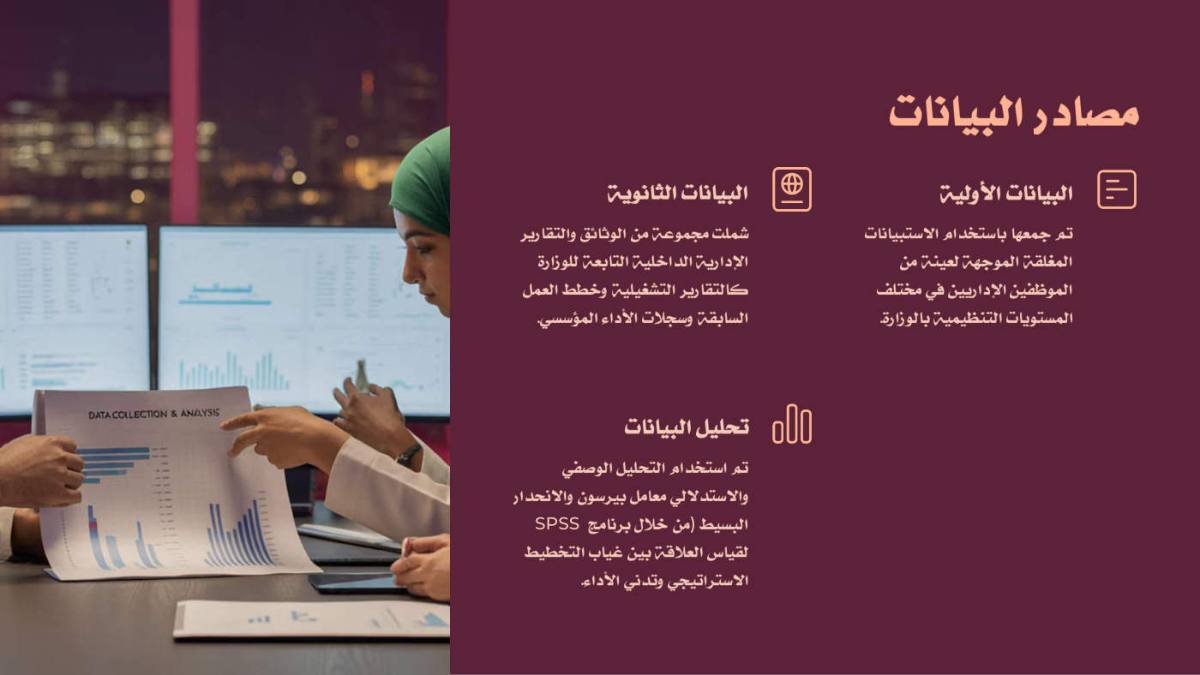 مصادر البيانات
البيانات الأولية
تم جمعها باستخدام الاستبيانات
المغلقة الموجهة لعينة من
الموظفين الإداريين في مختلف
المستويات التنظيمية بالوزارة.
البيانات الثانوية
شملت مجموعة من الوثائق والتقارير
الإدارية الداخلية التابعة للوزارة
كالتقارير التشغيلية وخطط العمل
السابقة وسجلات الأداء المؤسسي.
تحليل البيانات
تم استخدام التحليل الوصفي
والاستدلالي معامل بيرسون والانحدار
البسيط (من خلال برنامج SPSS
لقياس العلاقة بين غياب التخطيط
الاستراتيجي وتدني الأداء.
DATA COLLECTION & ANALYSIS